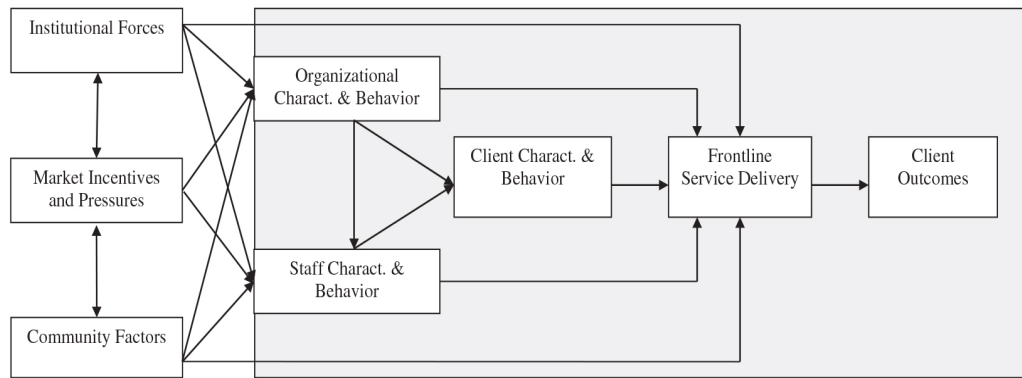 Institutional Forces
Organizational
Charact. & Behavior
Market Incentives
and Pressures
Client Charact. &
Behavior
Frontline
Service Delivery
Client
Outcomes
Staff Charact. &
Behavior
Community Factors